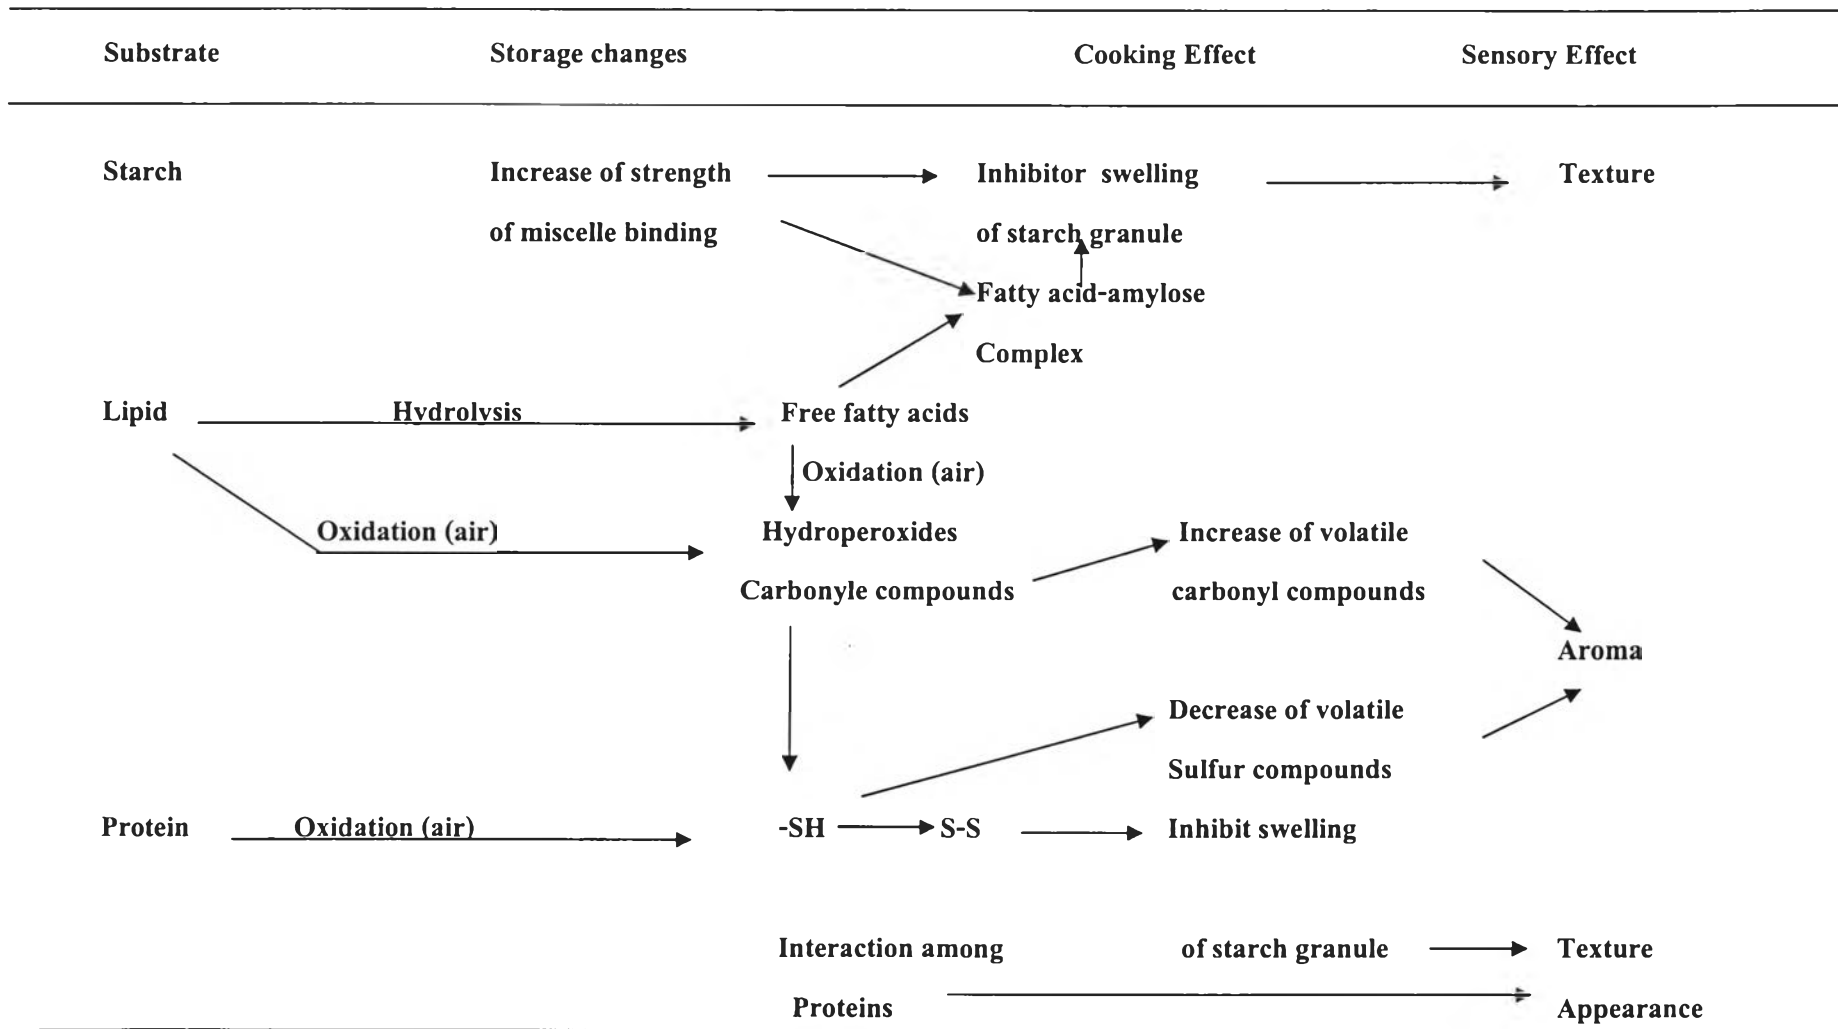 Substrate Storage changes Cooking Effect Sensory Effect
Starch Increase of strength Inhibitor swelling Texture
of miscelle binding of starch granule
Fatty acid-amylose
Complex
Lipid Hydrolysis Free fatty acids
Oxidation (air)
Oxidation (air) Hydroperoxides Increase of volatile
Carbonyle compounds carbonyl compounds
Aroma
Decrease of volatile
Sulfur compounds
Protein Oxidation (air) -SH S-S Inhibit swelling
Interaction among of starch granule Texture
Proteins Appearance